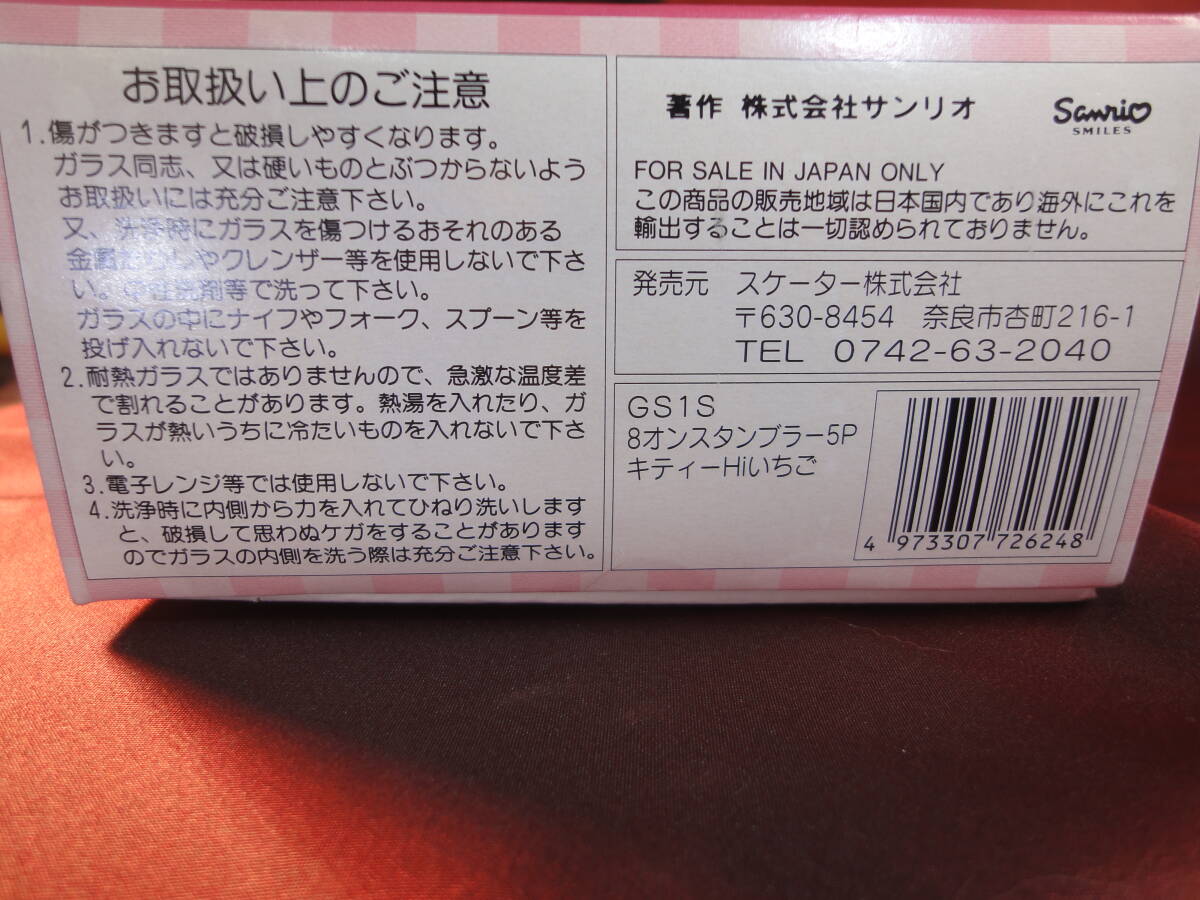 お取扱い上のご注意
1.傷がつきますと破損しやすくなります。
ガラス同志、又は硬いものとぶつからないよう
お取扱いには充分ご注意下さい。
又、洗浄時にガラスを傷つけるおそれのある
金属たわしやクレンザー等を使用しないで下さ
い。中性洗剤等で洗って下さい。
ガラスの中にナイフやフォーク、スプーン等を
投げ入れないで下さい。
2.耐熱ガラスではありませんので、急激な温度差
で割れることがあります。熱湯を入れたり、ガ
ラスが熱いうちに冷たいものを入れないで下さ
い。
3.電子レンジ等では使用しないで下さい。
4.洗浄時に内側から力を入れてひねり洗いします
と、破損して思わぬケガをすることがあります
のでガラスの内側を洗う際は充分ご注意下さい。
著作 株式会社サンリオ
Sanrio
SMILES
FOR SALE IN JAPAN ONLY
この商品の販売地域は日本国内であり海外にこれを
輸出することは一切認められておりません。
発売元 スケーター株式会社
〒630-8454 奈良市杏町216-1
TEL 0742-63-2040
GS1S
8オンスタンブラー5P
キティーHiいちご
4 973307 726248